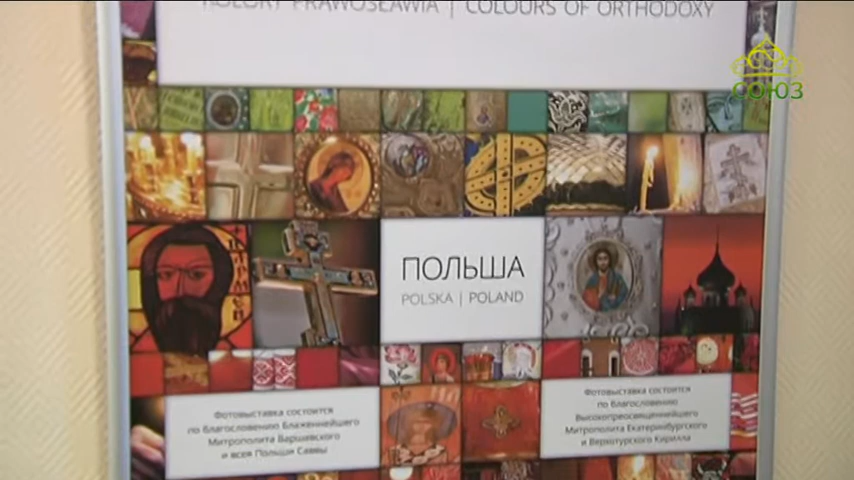 KOLORY PRAWOSŁAWIA | COLOURS OF ORTHODOXY
СОЮЗ
ПОЛЬША
POLSKA | POLAND
Фотовыставка состоится
по благословению Блаженнейшего
Митрополита Варшавского
и всея Польши Саввы
Фотовыставка состоится
по благословению
Высокопреосвященнейшего
Митрополита Екатеринбургского
и Верхотурского Кирилла